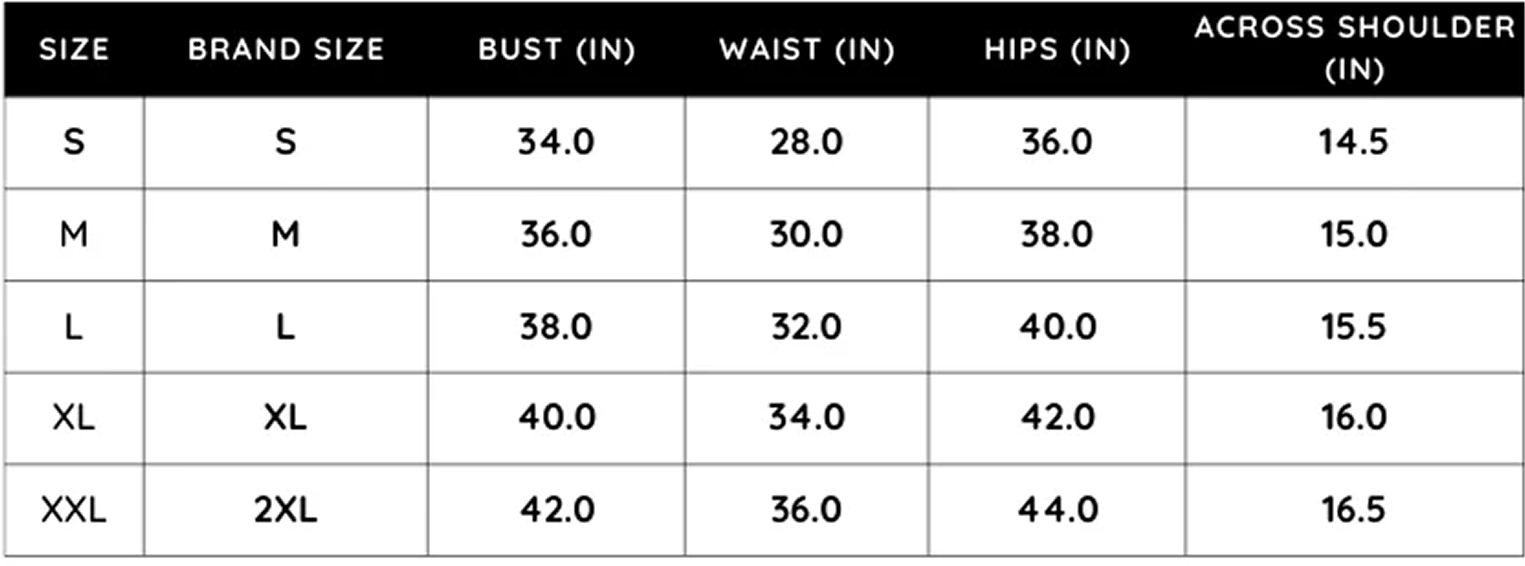 SIZE BRAND SIZE BUST (IN) WAIST (IN) HIPS (IN) ACROSS SHOULDER (IN)
S S 34.0 28.0 36.0 14.5
M M 36.0 30.0 38.0 15.0
L L 38.0 32.0 40.0 15.5
XL XL 40.0 34.0 42.0 16.0
XXL 2XL 42.0 36.0 44.0 16.5